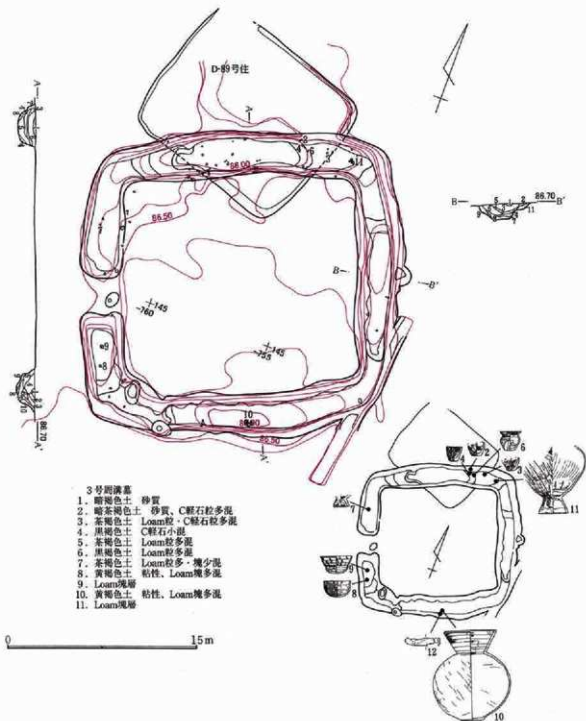 D-89号住
A
A'
86.00
86.50
B
B'
86.70
+145
-760
+145
-755
86.50
86.70
A'
3号周溝墓
1. 暗褐色土 砂質
2. 暗茶褐色土 砂質、C軽石粒多混
3. 茶褐色土 Loam粒・C軽石粒多混
4. 黒褐色土 C軽石小混
5. 茶褐色土 Loam粒多混
6. 黒褐色土 Loam粒多混
7. 茶褐色土 Loam粒多・塊少混
8. 黄褐色土 粘性、Loam塊多混
9. Loam塊層
10. 黄褐色土 粘性、Loam塊多混
11. Loam塊層
0 15m
4
2
6
3
11
9
8
12
10